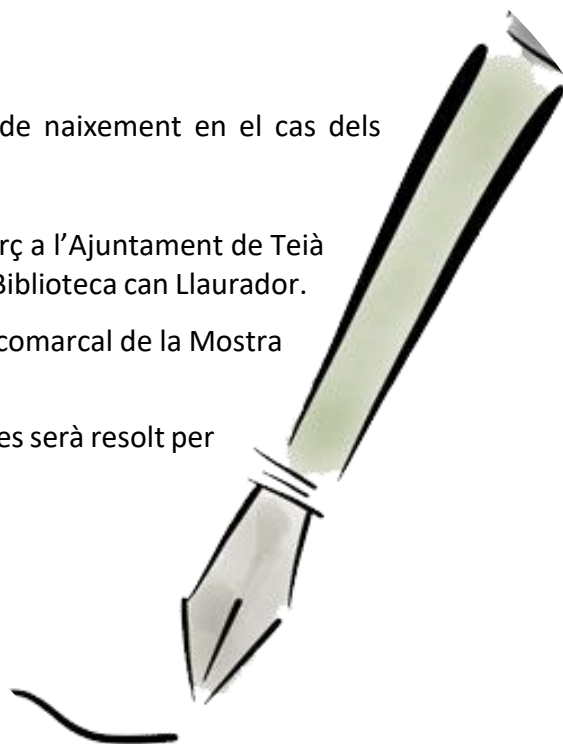 de naixement en el cas dels
rç a l’Ajuntament de Teià
Biblioteca can Llaurador.
comarcal de la Mostra
es serà resolt per